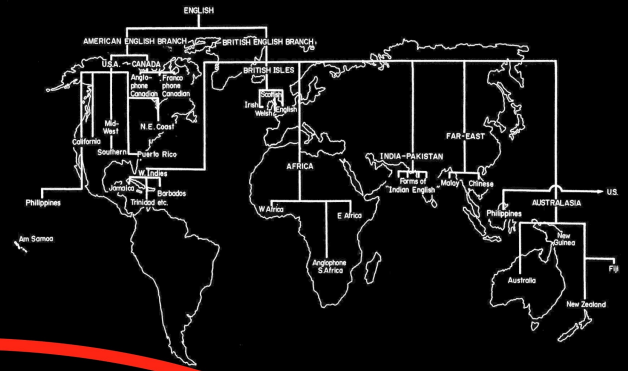 ENGLISH
AMERICAN ENGLISH BRANCH
BRITISH ENGLISH BRANCH
U.S.A. – CANADA
BRITISH ISLES
Anglo-
phone
Canadian
Franco
phone
Canadian
Scottish
Irish
Welsh
English
Mid-
West
N.E. Coast
California
Southern
Puerto Rico
FAR-EAST
INDIA-PAKISTAN
AFRICA
W. Indies
Jamaica
Barbados
Trinidad etc.
Forms of
"Indian English"
Malay
Chinese
Philippines
U.S.
AUSTRALASIA
Philippines
W Africa
E Africa
New
Guinea
Am Samoa
Anglophone
S. Africa
Australia
Fiji
New Zealand